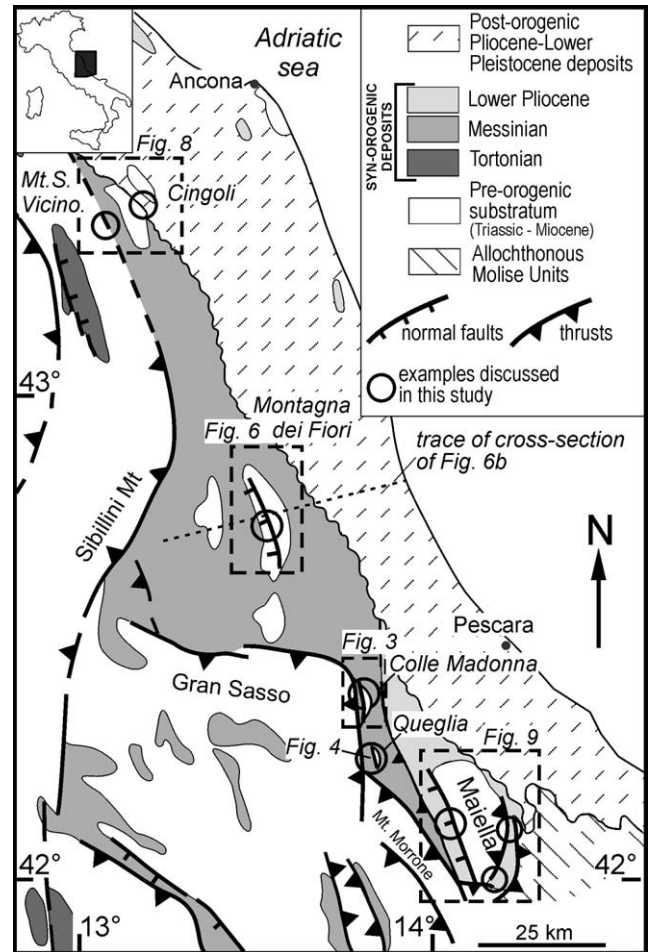 Adriatic
sea
Ancona
Fig. 8
Mt.S.
Vicino.
Cingoli
43°
Montagna
Fig. 6 dei Fiori
trace of cross-section
of Fig. 6b
Sibillini Mt
N
Pescara
Fig. 3
Colle Madonna
Gran Sasso
Queglia
Fig. 4
Fig. 9
Maiella
Mt. Morrone
42°
42°
13°
14°
25 km
Post-orogenic
Pliocene-Lower
Pleistocene deposits
SYN-OROGENIC
DEPOSITS
Lower Pliocene
Messinian
Tortonian
Pre-orogenic
substratum
(Triassic - Miocene)
Allochthonous
Molise Units
normal faults
thrusts
examples discussed
in this study